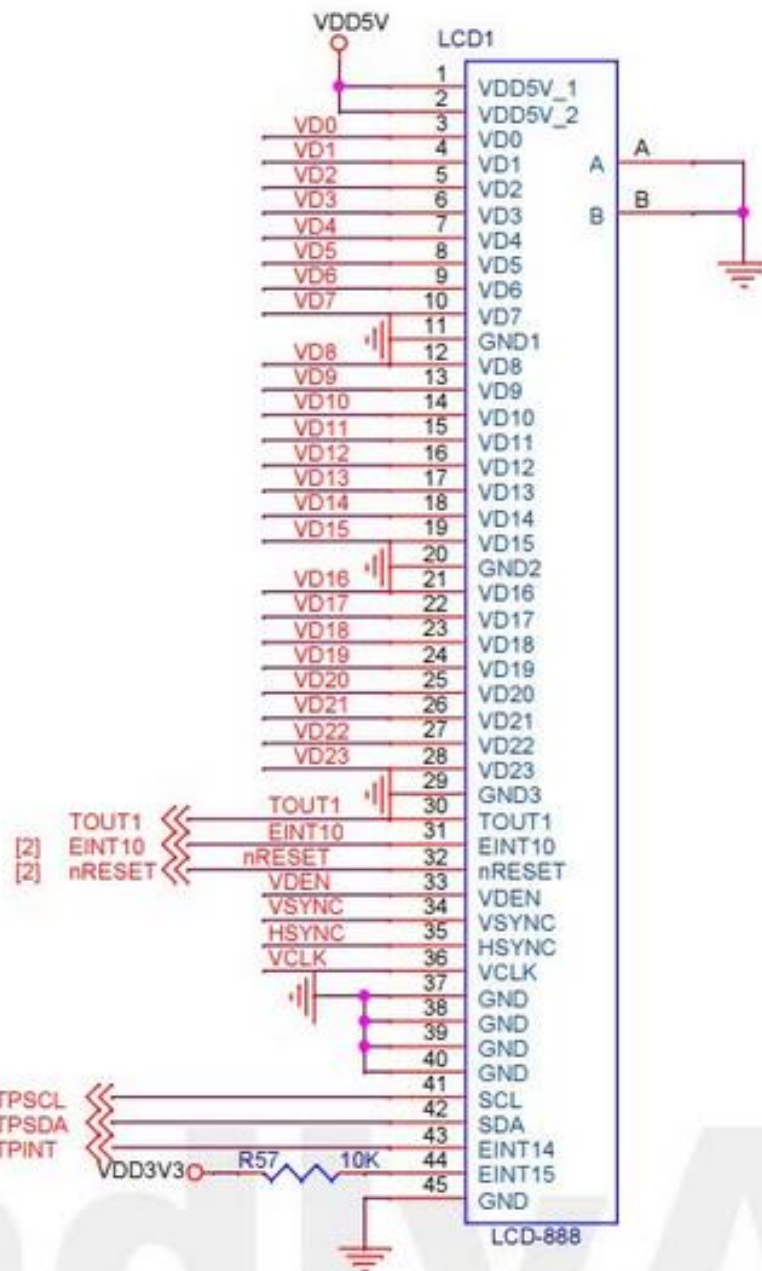 VDD5V
LCD1
1 VDD5V_1
2 VDD5V_2
VD0 3 VD0
VD1 4 VD1 A A
VD2 5 VD2
VD3 6 VD3 B B
VD4 7 VD4
VD5 8 VD5
VD6 9 VD6
VD7 10 VD7
11 GND1
VD8 12 VD8
VD9 13 VD9
VD10 14 VD10
VD11 15 VD11
VD12 16 VD12
VD13 17 VD13
VD14 18 VD14
VD15 19 VD15
20 GND2
VD16 21 VD16
VD17 22 VD17
VD18 23 VD18
VD19 24 VD19
VD20 25 VD20
VD21 26 VD21
VD22 27 VD22
VD23 28 VD23
29 GND3
TOUT1 TOUT1 30 TOUT1
[2] EINT10 EINT10 31 EINT10
[2] nRESET nRESET 32 nRESET
VDEN 33 VDEN
VSYNC 34 VSYNC
HSYNC 35 HSYNC
VCLK 36 VCLK
37 GND
38 GND
39 GND
40 GND
TPSCL 41 SCL
TPSDA 42 SDA
TPINT 43 EINT14
VDD3V3 R57 10K 44 EINT15
45 GND
LCD-888